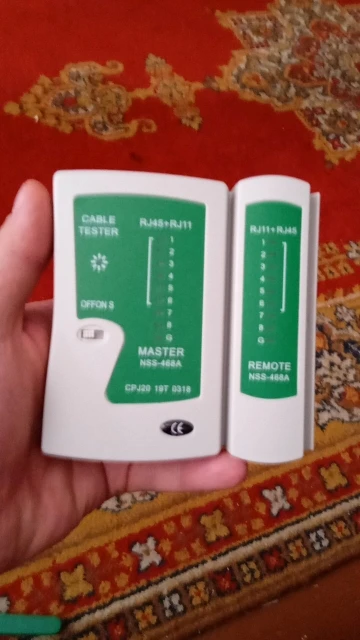 CABLE
TESTER
RJ45+RJ11
1
2
3
4
5
6
7
8
G
OFF ON S
MASTER
NSS-468A
CPJ20 19T 0318
CE
RJ11+RJ45
1
2
3
4
5
6
7
8
G
REMOTE
NSS-468A